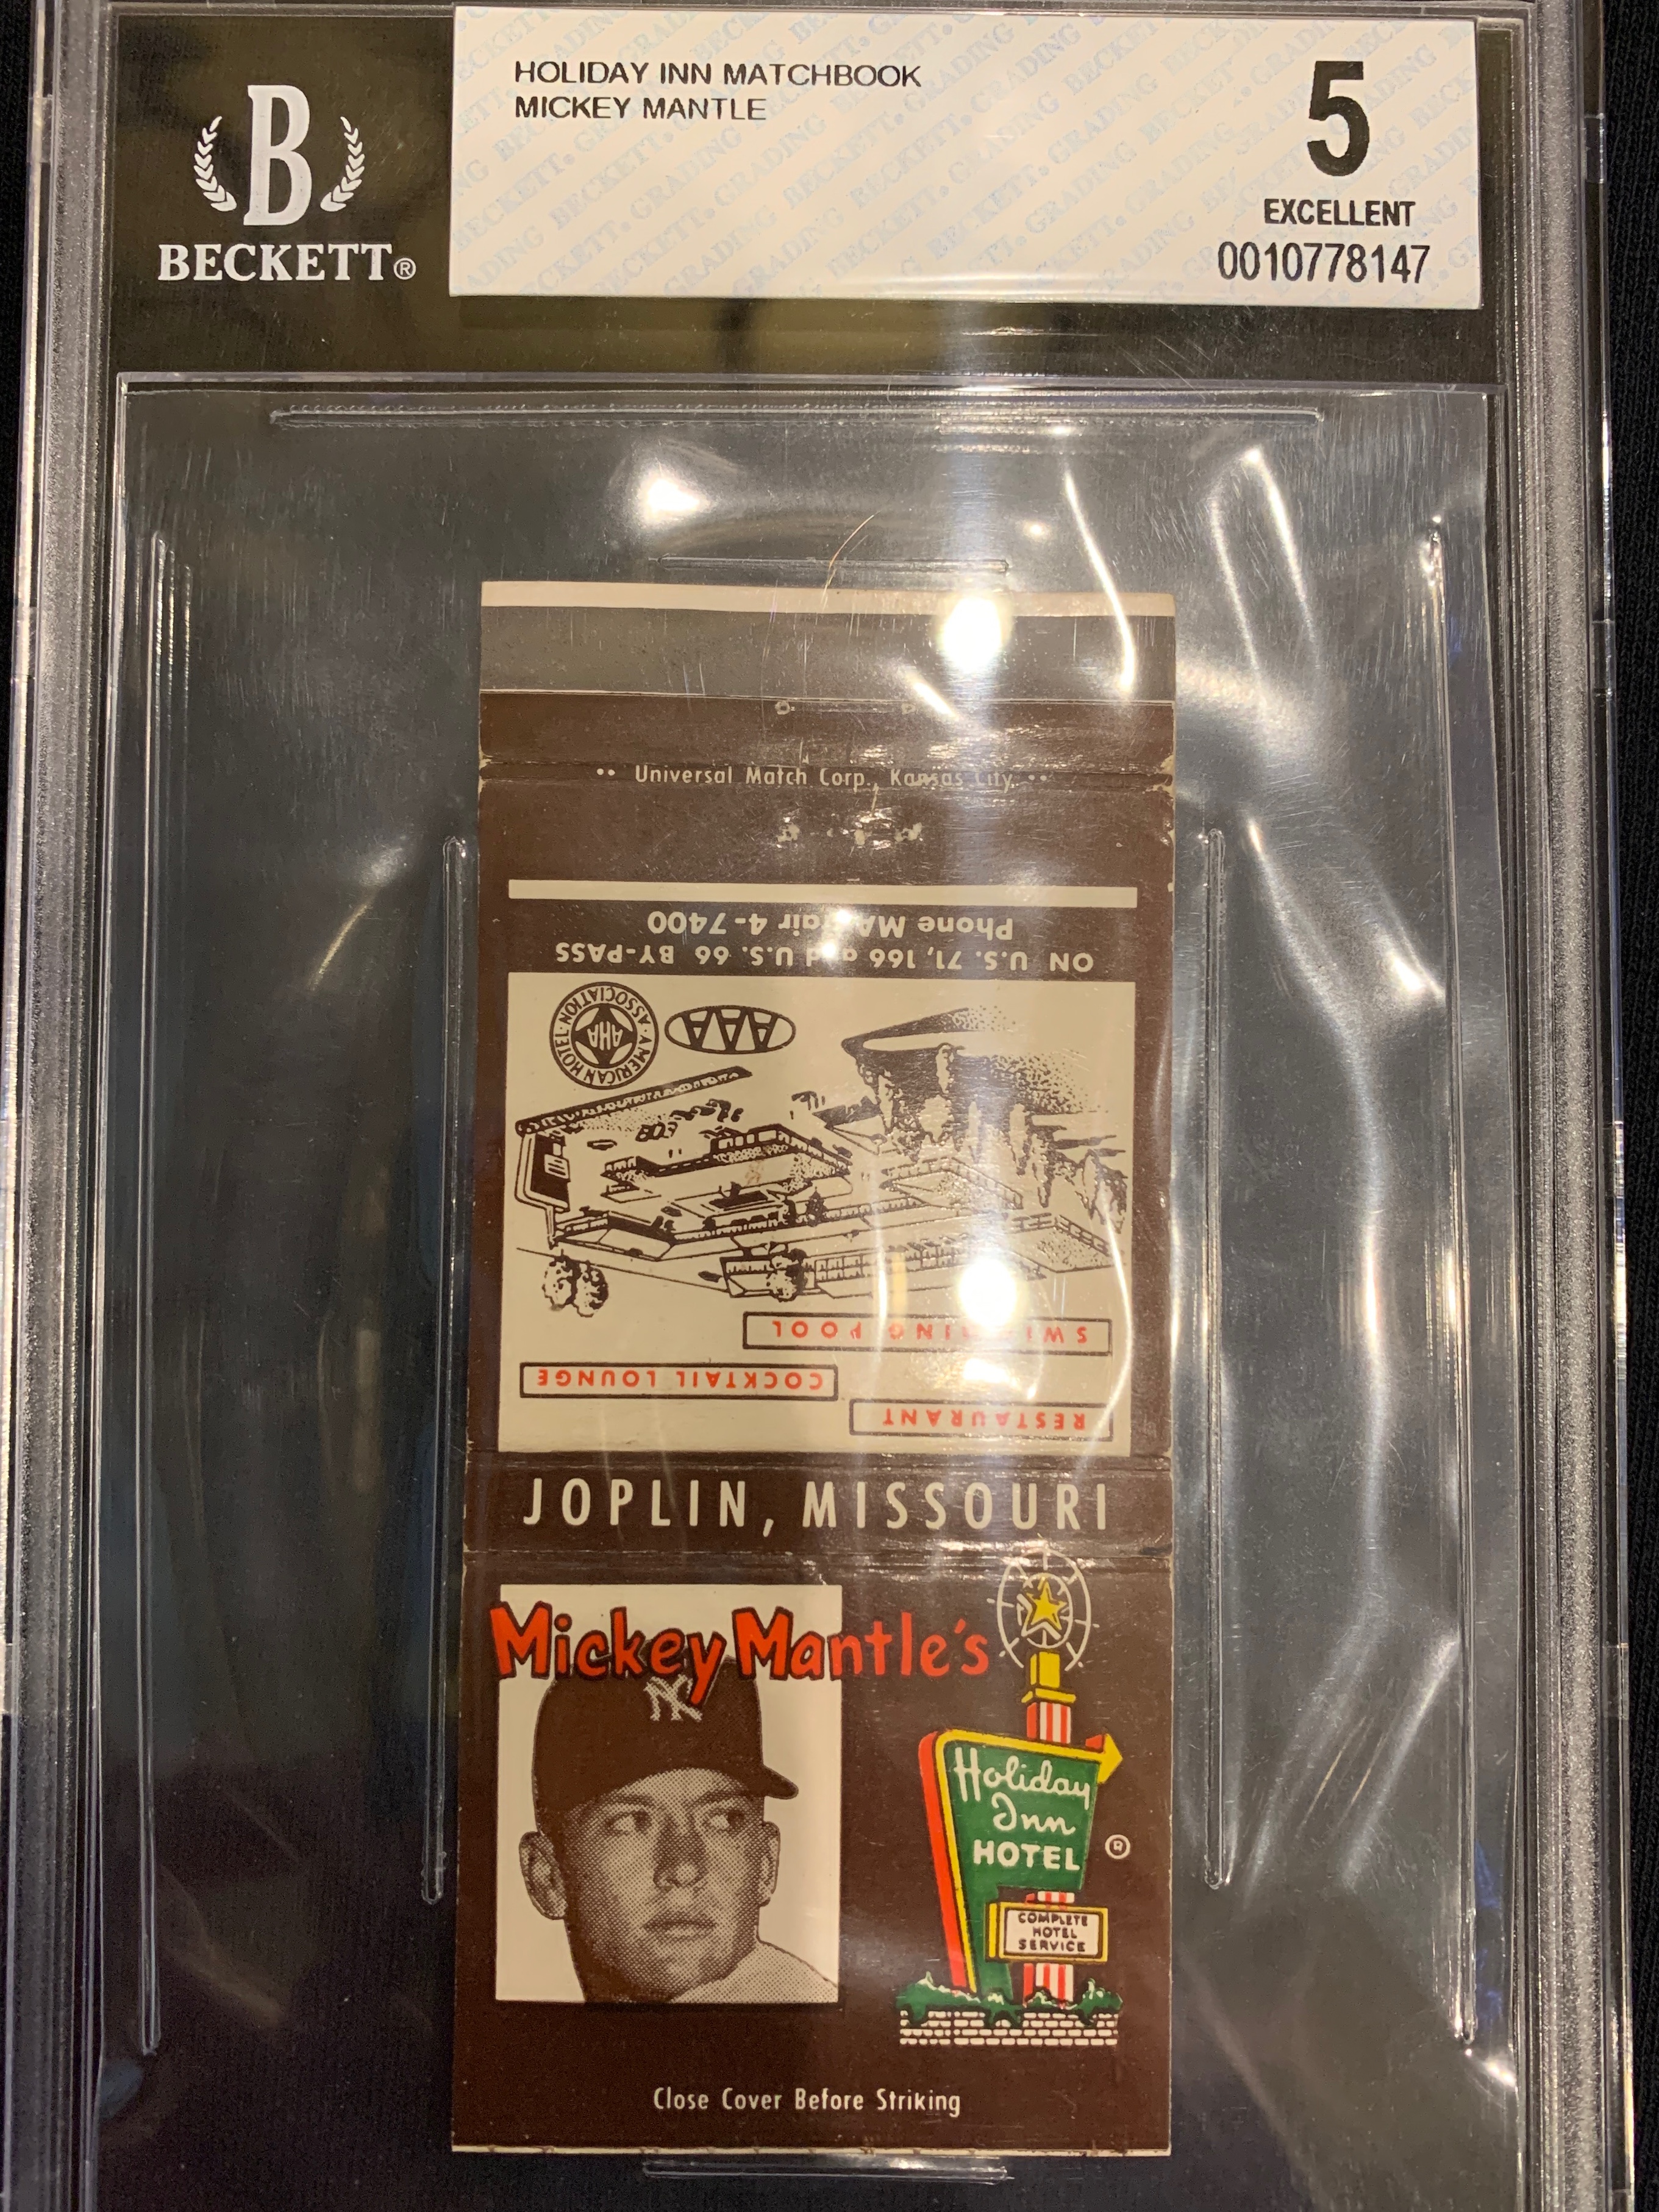 B
BECKETT®
HOLIDAY INN MATCHBOOK
MICKEY MANTLE
5
EXCELLENT
0010778147
•• Universal Match Corp., Kansas City ••
ON U.S. 71, 166 and U.S. 66 BY-PASS
Phone MAyfair 4-7400
RESTAURANT
COCKTAIL LOUNGE
SWIMMING POOL
AAA
AMERICAN HOTEL ASSOCIATION
AHA
JOPLIN, MISSOURI
Mickey Mantle's
NY
Holiday
Inn
HOTEL
®
COMPLETE
HOTEL
SERVICE
Close Cover Before Striking